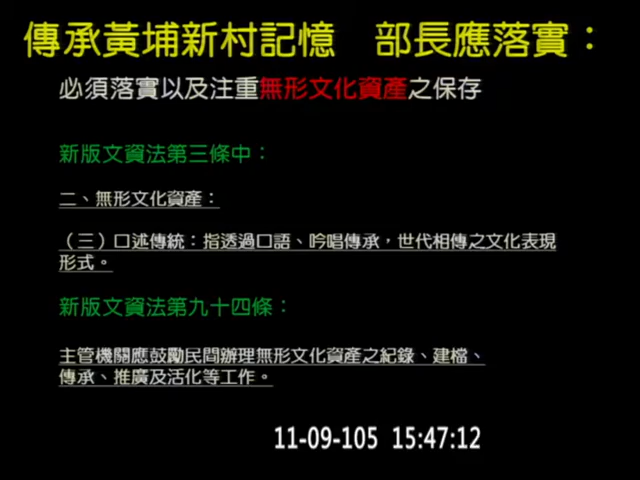 傳承黃埔新村記憶　部長應落實：
必須落實以及注重無形文化資產之保存
新版文資法第三條中：
二、無形文化資產：
（三）口述傳統：指透過口語、吟唱傳承，世代相傳之文化表現
形式。
新版文資法第九十四條：
主管機關應鼓勵民間辦理無形文化資產之紀錄、建檔、
傳承、推廣及活化等工作。
11-09-105 15:47:12